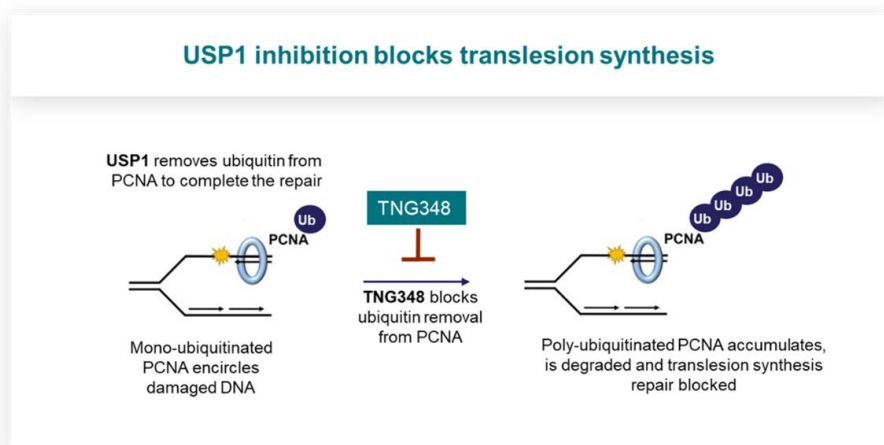 USP1 inhibition blocks translesion synthesis
USP1 removes ubiquitin from
PCNA to complete the repair
Ub
PCNA
Mono-ubiquitinated
PCNA encircles
damaged DNA
TNG348
TNG348 blocks
ubiquitin removal
from PCNA
Ub
Ub
Ub
Ub
PCNA
Poly-ubiquitinated PCNA accumulates,
is degraded and translesion synthesis
repair blocked